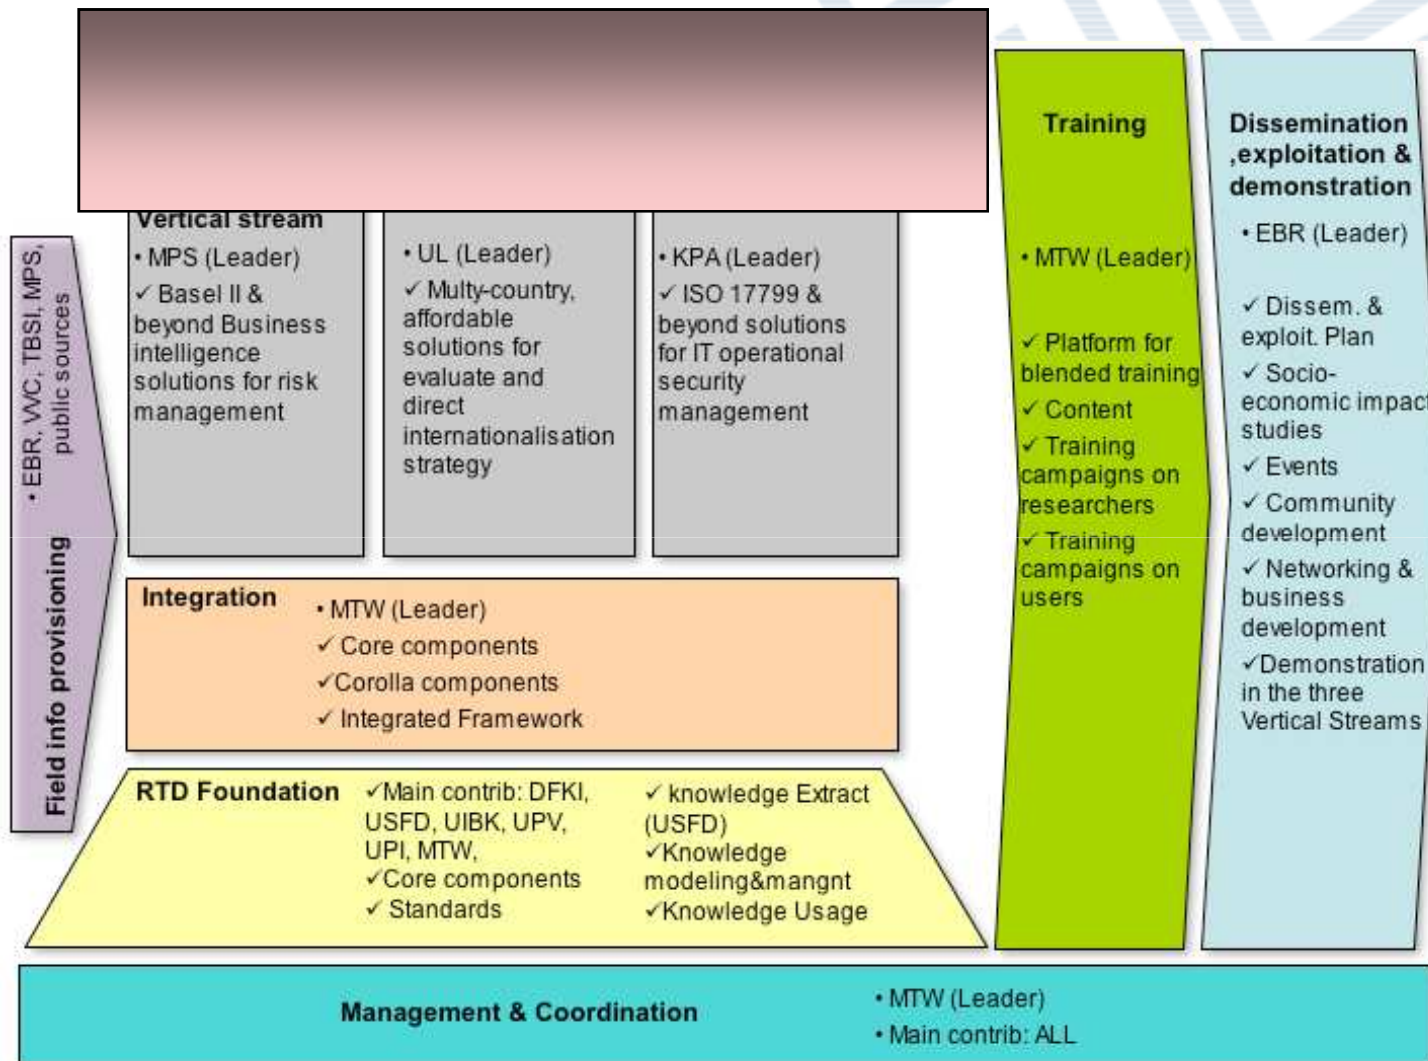 Vertical stream
• MPS (Leader)
✓ Basel II &
beyond Business
intelligence
solutions for risk
management
• UL (Leader)
✓ Multy-country,
affordable
solutions for
evaluate and
direct
internationalisation
strategy
• KPA (Leader)
✓ ISO 17799 &
beyond solutions
for IT operational
security
management
Training
• MTW (Leader)
✓ Platform for
blended training
✓ Content
✓ Training
campaigns on
researchers
✓ Training
campaigns on
users
Dissemination
,exploitation &
demonstration
• EBR (Leader)
✓ Dissem. &
exploit. Plan
✓ Socio-
economic impact
studies
✓ Events
✓ Community
development
✓ Networking &
business
development
✓Demonstration
in the three
Vertical Streams
• EBR, VVC, TBSI, MPS,
public sources
Field info provisioning
Integration
• MTW (Leader)
✓ Core components
✓Corolla components
✓ Integrated Framework
RTD Foundation
✓Main contrib: DFKI,
USFD, UIBK, UPV,
UPI, MTW,
✓Core components
✓ Standards
✓ knowledge Extract
(USFD)
✓Knowledge
modeling&mangnt
✓Knowledge Usage
Management & Coordination
• MTW (Leader)
• Main contrib: ALL